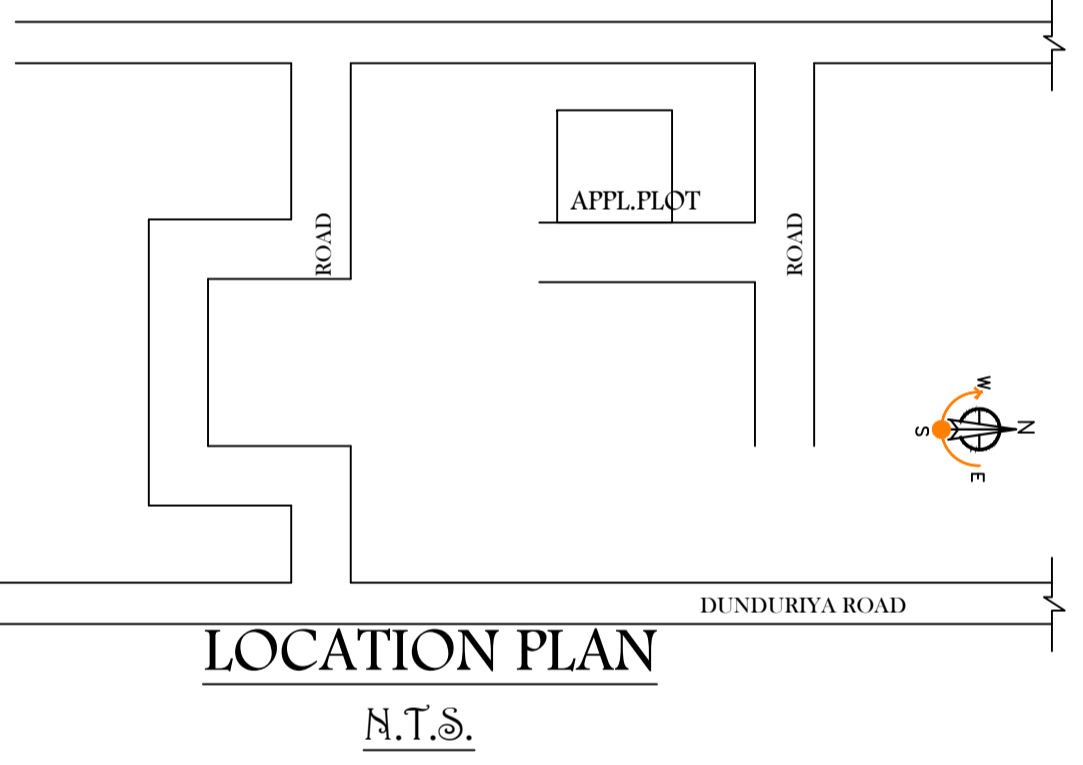 APPL.PLOT
ROAD
ROAD
W
N
S
E
DUNDURIYA ROAD
LOCATION PLAN
N.T.S.